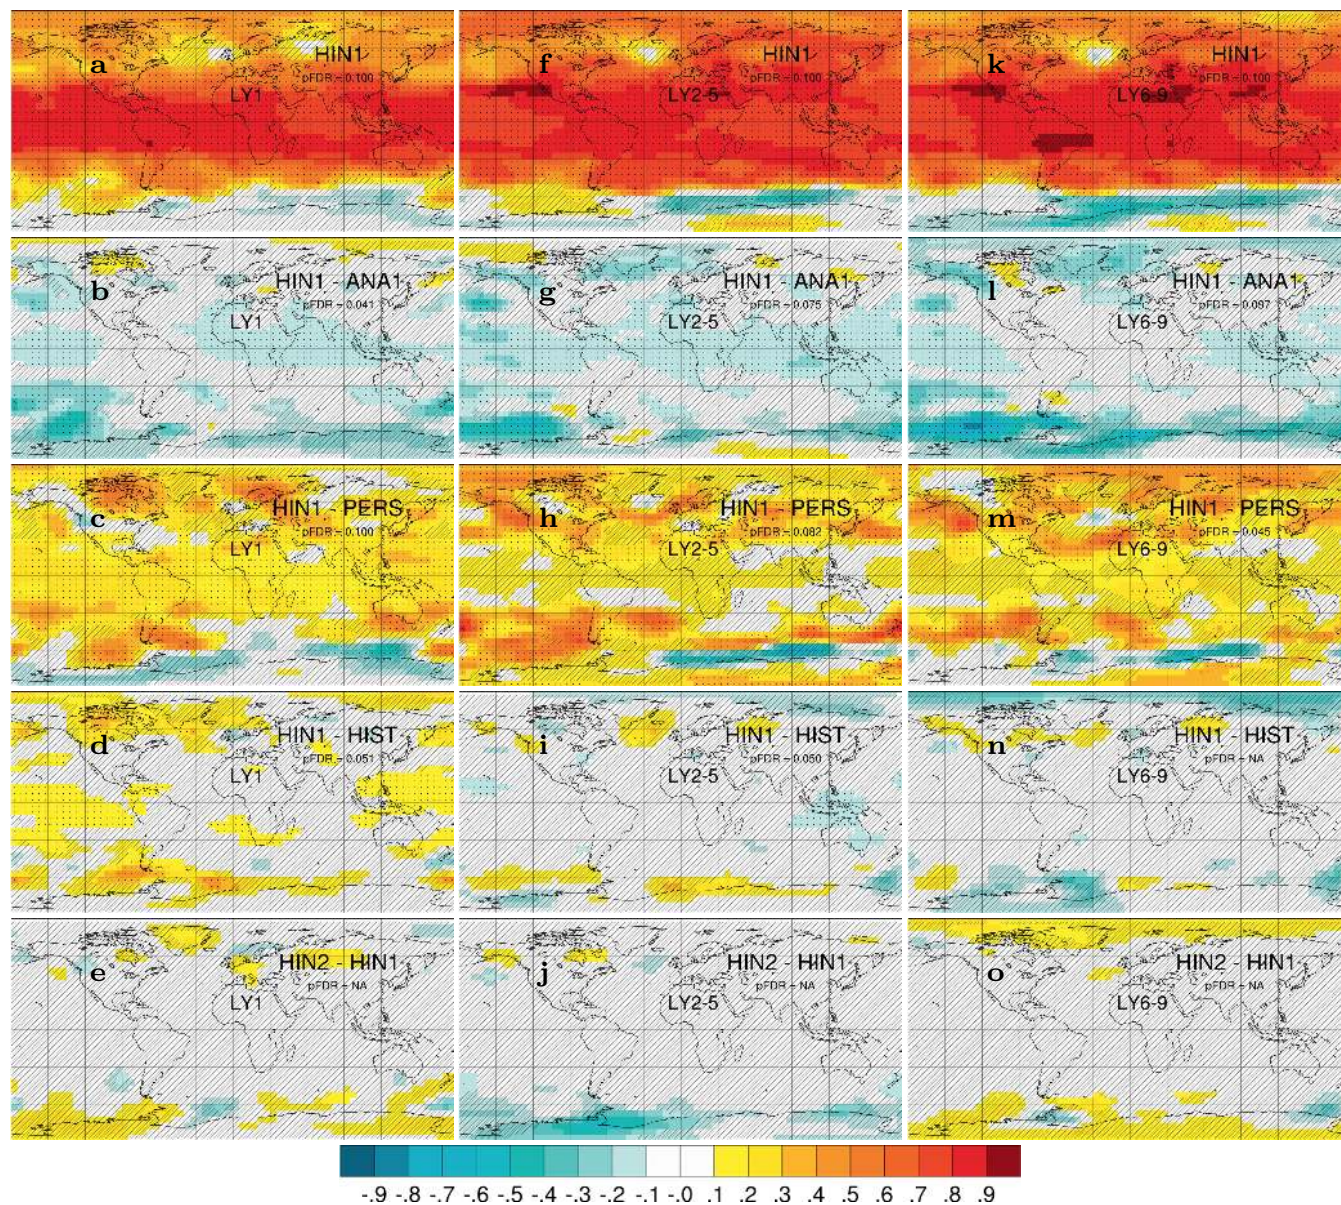 a
HIN1
pFDR = 0.100
LY1
f
HIN1
pFDR = 0.100
LY2-5
k
HIN1
pFDR = 0.100
LY6-9
b
HIN1 - ANA1
pFDR = 0.041
LY1
g
HIN1 - ANA1
pFDR = 0.075
LY2-5
l
HIN1 - ANA1
pFDR = 0.097
LY6-9
c
HIN1 - PERS
pFDR = 0.100
LY1
h
HIN1 - PERS
pFDR = 0.082
LY2-5
m
HIN1 - PERS
pFDR = 0.045
LY6-9
d
HIN1 - HIST
pFDR = 0.051
LY1
i
HIN1 - HIST
pFDR = 0.050
LY2-5
n
HIN1 - HIST
pFDR = NA
LY6-9
e
HIN2 - HIN1
pFDR = NA
LY1
j
HIN2 - HIN1
pFDR = NA
LY2-5
o
HIN2 - HIN1
pFDR = NA
LY6-9
-.9 -.8 -.7 -.6 -.5 -.4 -.3 -.2 -.1 -.0 .1 .2 .3 .4 .5 .6 .7 .8 .9